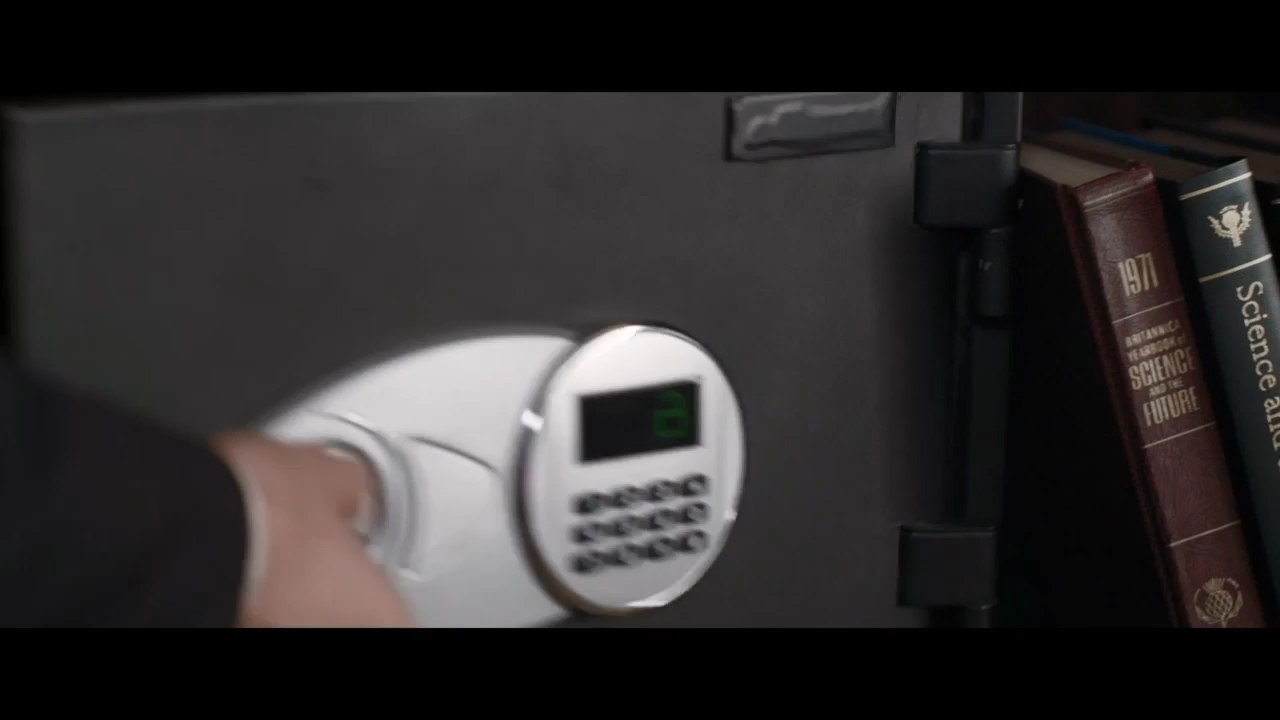 1971
BRITANNICA
YEARBOOK of
SCIENCE
AND THE
FUTURE
Science and